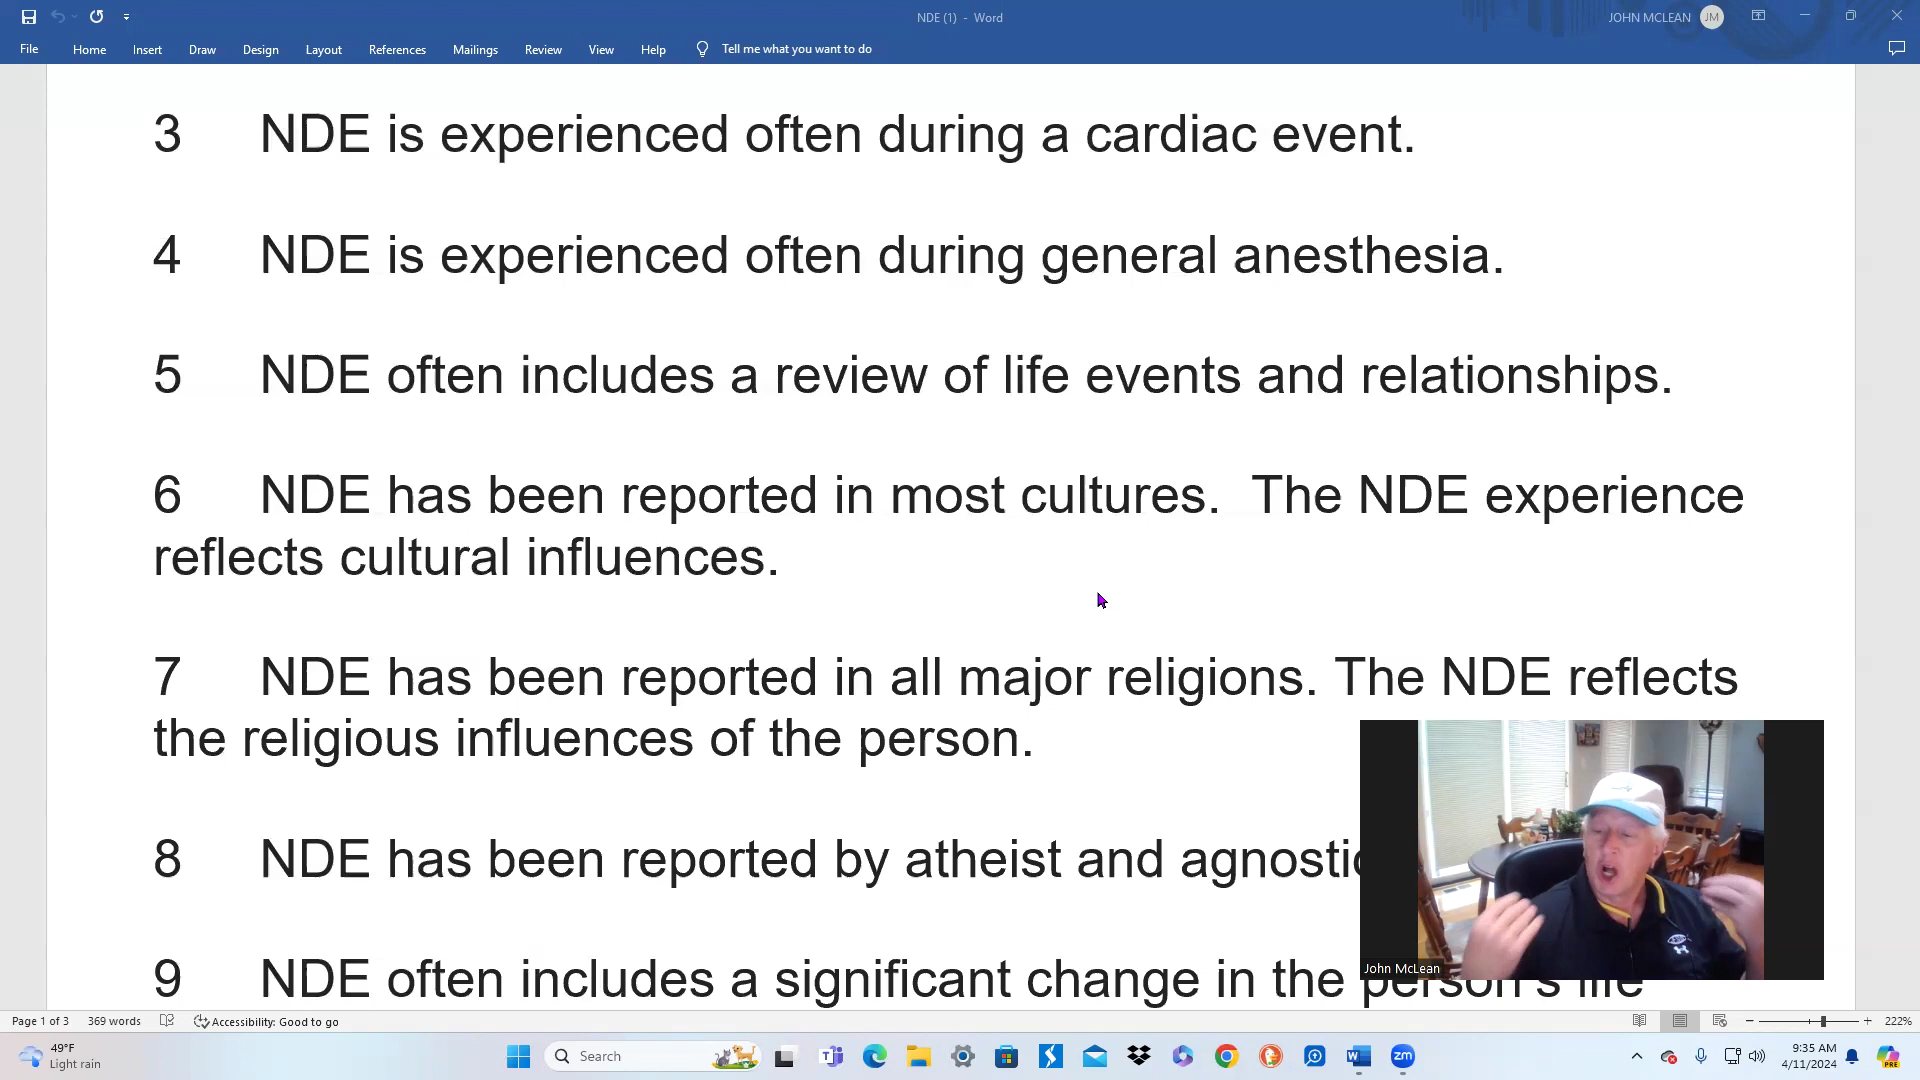 NDE (1) - Word
JOHN MCLEAN
JM
File Home Insert Draw Design Layout References Mailings Review View Help Tell me what you want to do
3 NDE is experienced often during a cardiac event.
4 NDE is experienced often during general anesthesia.
5 NDE often includes a review of life events and relationships.
6 NDE has been reported in most cultures. The NDE experience
reflects cultural influences.
7 NDE has been reported in all major religions. The NDE reflects
the religious influences of the person.
8 NDE has been reported by atheist and agnostic
9 NDE often includes a significant change in the person's life
John McLean
Page 1 of 3 369 words Accessibility: Good to go 222%
49°F
Light rain
Search
zm
9:35 AM
4/11/2024
PRE